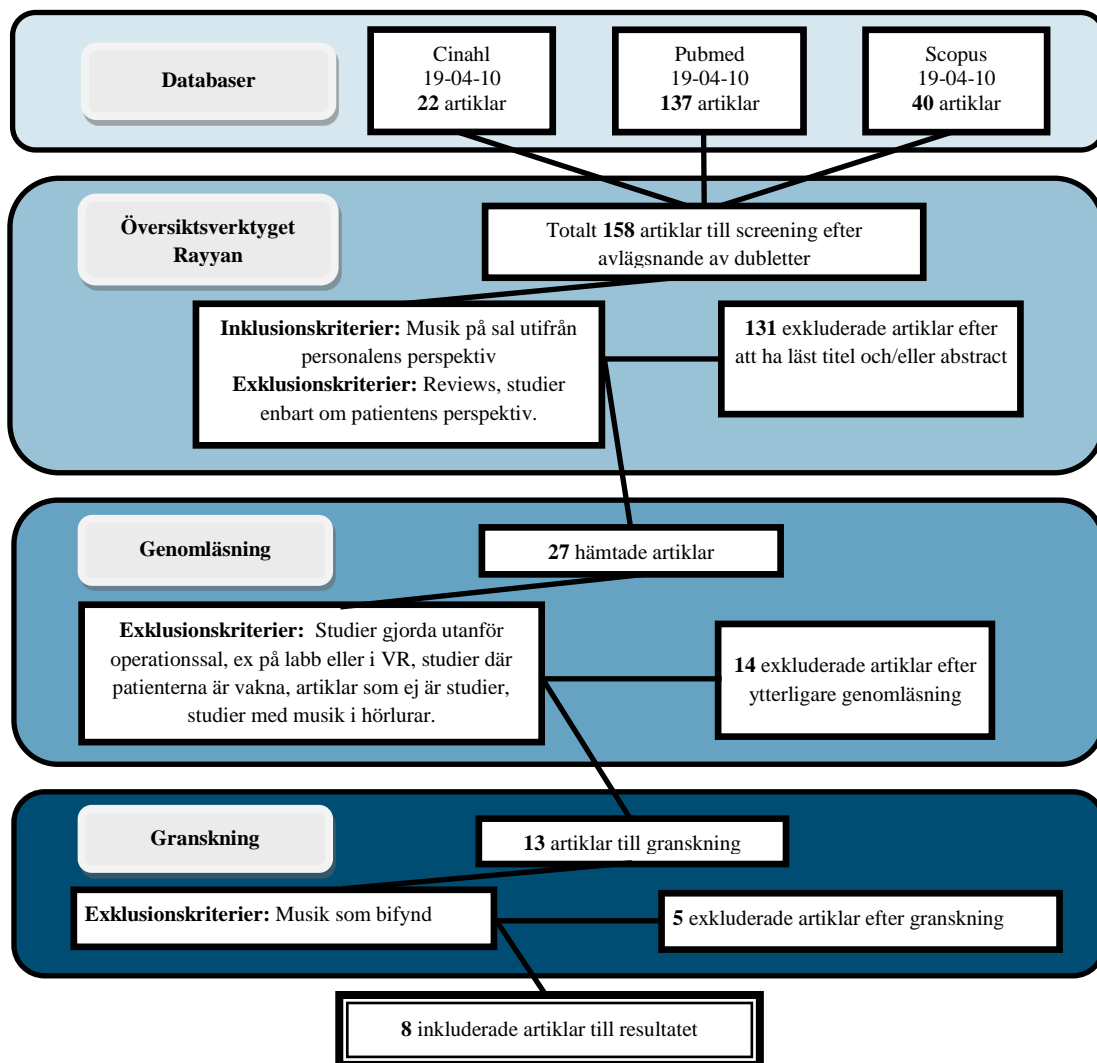 Databaser
Cinahl
19-04-10
22 artiklar
Pubmed
19-04-10
137 artiklar
Scopus
19-04-10
40 artiklar
Översiktsverktyget
Rayyan
Totalt 158 artiklar till screening efter
avlägsnande av dubletter
Inklusionskriterier: Musik på sal utifrån
personalens perspektiv
Exklusionskriterier: Reviews, studier
enbart om patientens perspektiv.
131 exkluderade artiklar efter
att ha läst titel och/eller abstract
Genomläsning
27 hämtade artiklar
Exklusionskriterier: Studier gjorda utanför
operationssal, ex på labb eller i VR, studier där
patienterna är vakna, artiklar som ej är studier,
studier med musik i hörlurar.
14 exkluderade artiklar efter
ytterligare genomläsning
Granskning
13 artiklar till granskning
Exklusionskriterier: Musik som bifynd
5 exkluderade artiklar efter granskning
8 inkluderade artiklar till resultatet